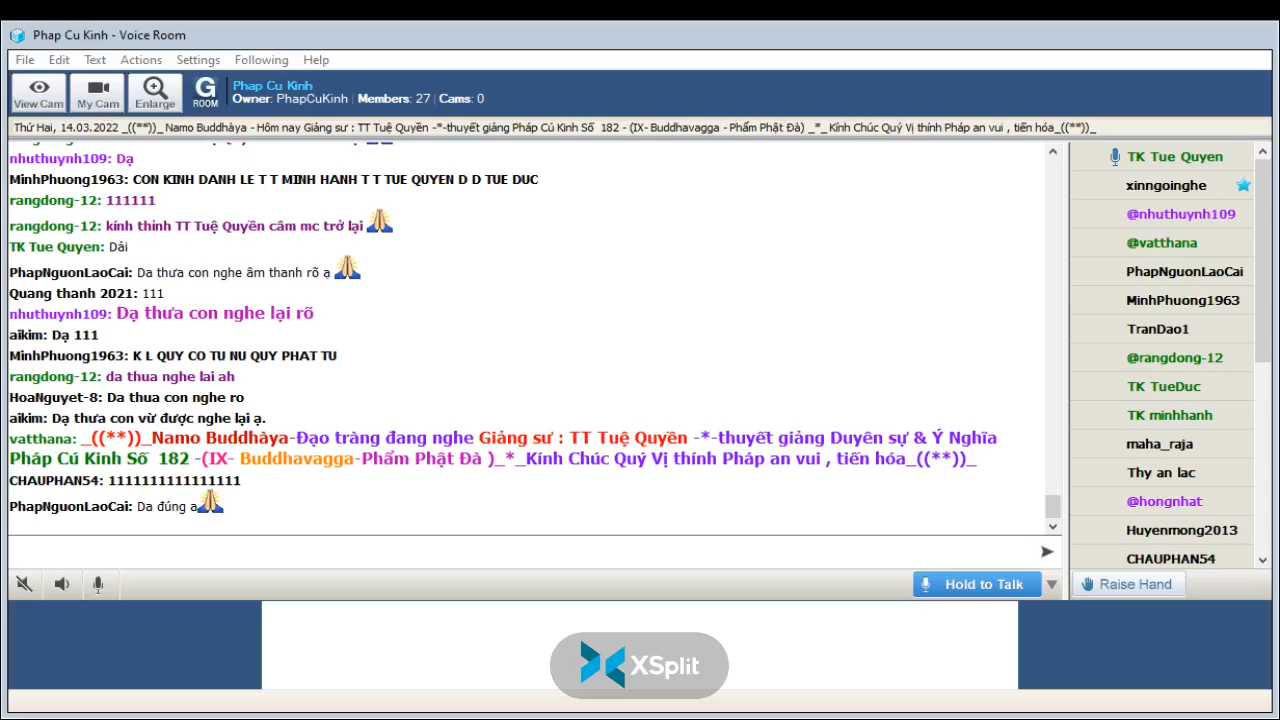 Phap Cu Kinh - Voice Room
File Edit Text Actions Settings Following Help
View Cam My Cam Enlarge G ROOM
Phap Cu Kinh
Owner: PhapCuKinh | Members: 27 | Cams: 0
Thứ Hai, 14.03.2022 _((**))_ Namo Buddhàya - Hôm nay Giảng sư : TT Tuệ Quyền -*-thuyết giảng Pháp Cú Kinh Số 182 - (IX- Buddhavagga - Phẩm Phật Đà) _*_ Kính Chúc Quý Vị thính Pháp an vui , tiến hóa_((**))_
nhuthuynh109: Dạ
MinhPhuong1963: CON KINH DANH LE T T MINH HANH T T TUE QUYEN D D TUE DUC
rangdong-12: 111111
rangdong-12: kính thỉnh TT Tuệ Quyền cầm mc trở lại
TK Tue Quyen: Dải
PhapNguonLaoCai: Da thưa con nghe âm thanh rõ ạ
Quang thanh 2021: 111
nhuthuynh109: Dạ thưa con nghe lại rõ
aikim: Dạ 111
MinhPhuong1963: K L QUY CO TU NU QUY PHAT TU
rangdong-12: da thua nghe lai ah
HoaNguyet-8: Da thua con nghe ro
aikim: Dạ thưa con vừ được nghe lại ạ.
vatthana: _((**))_Namo Buddhàya-Đạo tràng đang nghe Giảng sư : TT Tuệ Quyền -*-thuyết giảng Duyên sự & Ý Nghĩa
Pháp Cú Kinh Số 182 -(IX- Buddhavagga-Phẩm Phật Đà )_*_Kính Chúc Quý Vị thính Pháp an vui , tiến hóa_((**))_
CHAUPHAN54: 1111111111111111
PhapNguonLaoCai: Da đúng a
TK Tue Quyen
xinngoinghe
@nhuthuynh109
@vatthana
PhapNguonLaoCai
MinhPhuong1963
TranDao1
@rangdong-12
TK TueDuc
TK minhhanh
maha_raja
Thy an lac
@hongnhat
Huyenmong2013
CHAUPHAN54
Hold to Talk
Raise Hand
XSplit